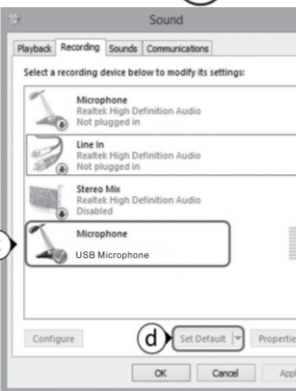 Sound
Playback Recording Sounds Communications
Select a recording device below to modify its settings:
Microphone
Realtek High Definition Audio
Not plugged in
Line In
Realtek High Definition Audio
Not plugged in
Stereo Mix
Realtek High Definition Audio
Disabled
Microphone
USB Microphone
Configure d Set Default Propertie
OK Cancel Appl